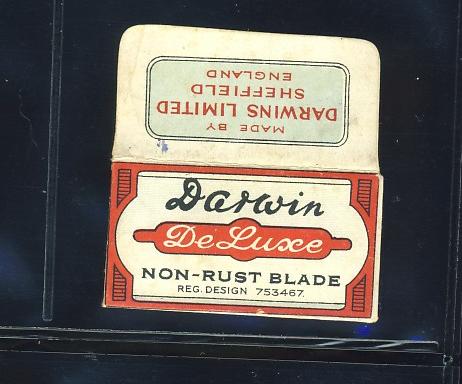 MADE BY
DARWINS LIMITED
SHEFFIELD
ENGLAND
Darwin
De Luxe
NON-RUST BLADE
REG. DESIGN 753467.